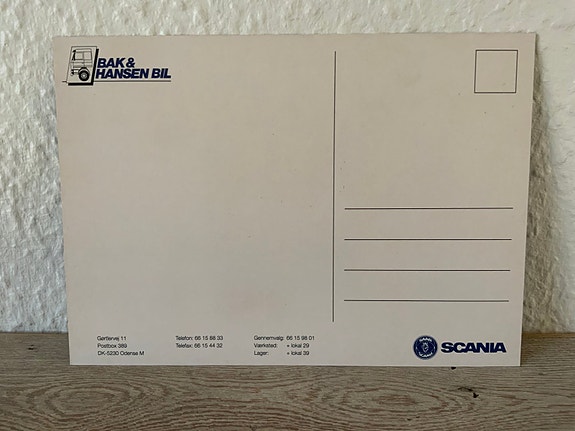 BAK &
HANSEN BIL
Gørtlervej 11
Postbox 389
DK-5230 Odense M
Telefon: 66 15 88 33
Telefax: 66 15 44 32
Gennemvalg: 66 15 98 01
Værksted: + lokal 29
Lager: + lokal 39
SCANIA